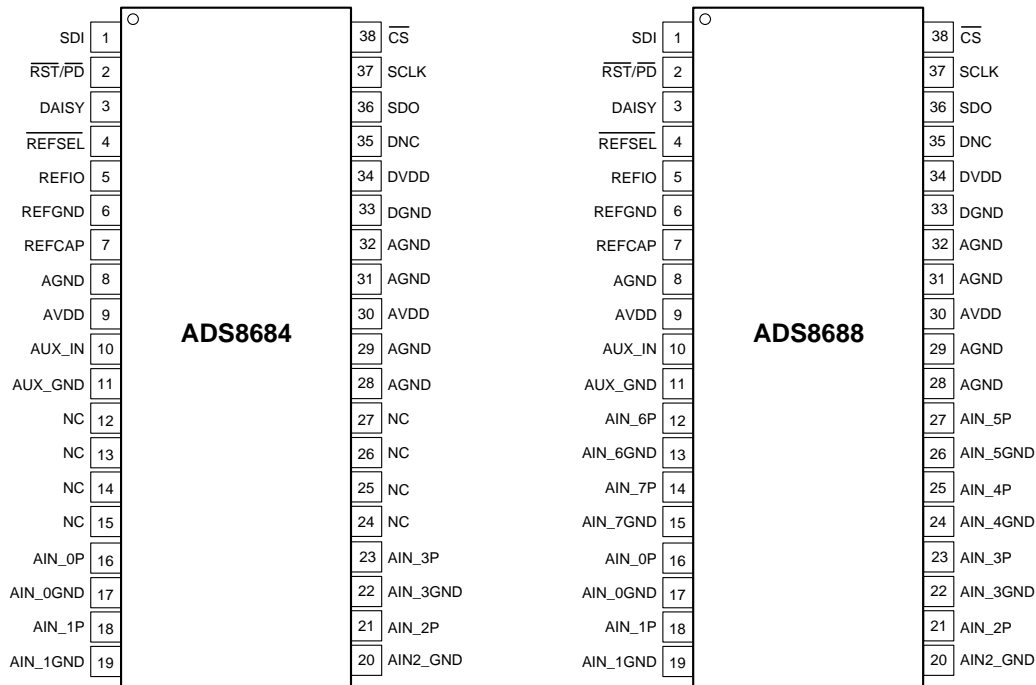 SDI 1 38 CS SDI 1 38 CS
RST/PD 2 37 SCLK RST/PD 2 37 SCLK
DAISY 3 36 SDO DAISY 3 36 SDO
REFSEL 4 35 DNC REFSEL 4 35 DNC
REFIO 5 34 DVDD REFIO 5 34 DVDD
REFGND 6 33 DGND REFGND 6 33 DGND
REFCAP 7 32 AGND REFCAP 7 32 AGND
AGND 8 31 AGND AGND 8 31 AGND
AVDD 9 30 AVDD AVDD 9 30 AVDD
ADS8684 ADS8688
AUX_IN 10 29 AGND AUX_IN 10 29 AGND
AUX_GND 11 28 AGND AUX_GND 11 28 AGND
NC 12 27 NC AIN_6P 12 27 AIN_5P
NC 13 26 NC AIN_6GND 13 26 AIN_5GND
NC 14 25 NC AIN_7P 14 25 AIN_4P
NC 15 24 NC AIN_7GND 15 24 AIN_4GND
AIN_0P 16 23 AIN_3P AIN_0P 16 23 AIN_3P
AIN_0GND 17 22 AIN_3GND AIN_0GND 17 22 AIN_3GND
AIN_1P 18 21 AIN_2P AIN_1P 18 21 AIN_2P
AIN_1GND 19 20 AIN2_GND AIN_1GND 19 20 AIN2_GND